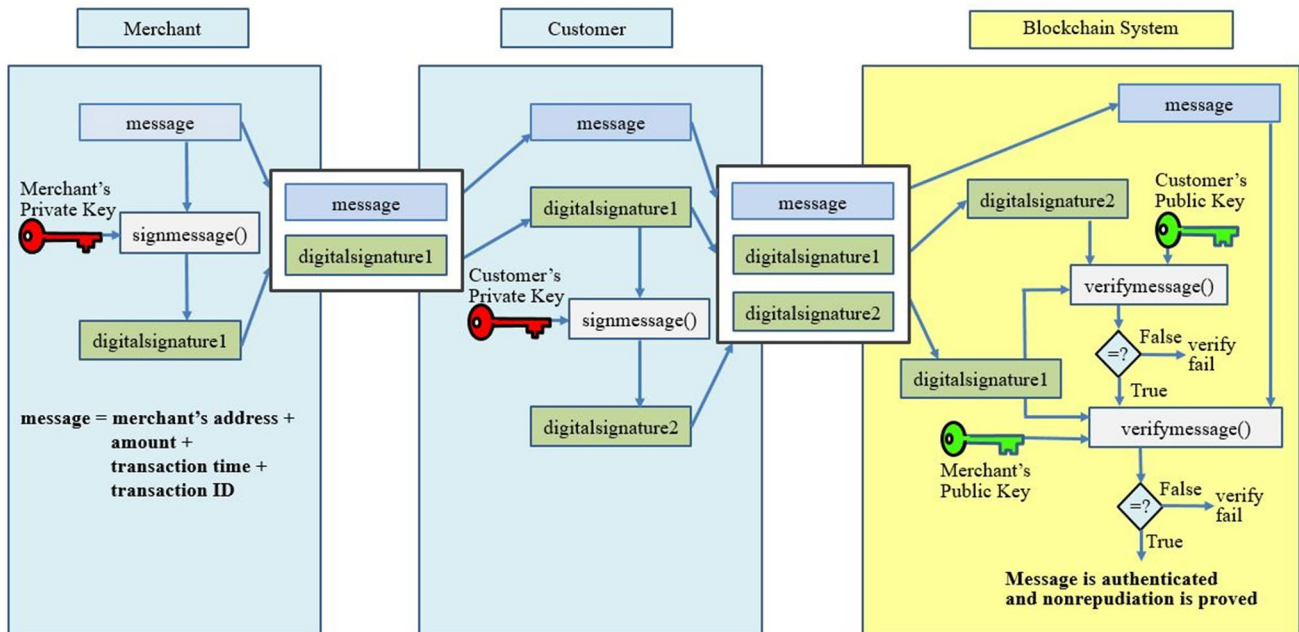 Merchant
message
Merchant's
Private Key
signmessage()
digitalsignature1
message = merchant's address +
amount +
transaction time +
transaction ID
message
digitalsignature1
Customer
message
digitalsignature1
Customer's
Private Key
signmessage()
digitalsignature2
message
digitalsignature1
digitalsignature2
Blockchain System
message
digitalsignature2
Customer's
Public Key
verifymessage()
=?
False
verify
fail
True
digitalsignature1
verifymessage()
Merchant's
Public Key
=?
False
verify
fail
True
Message is authenticated
and nonrepudiation is proved